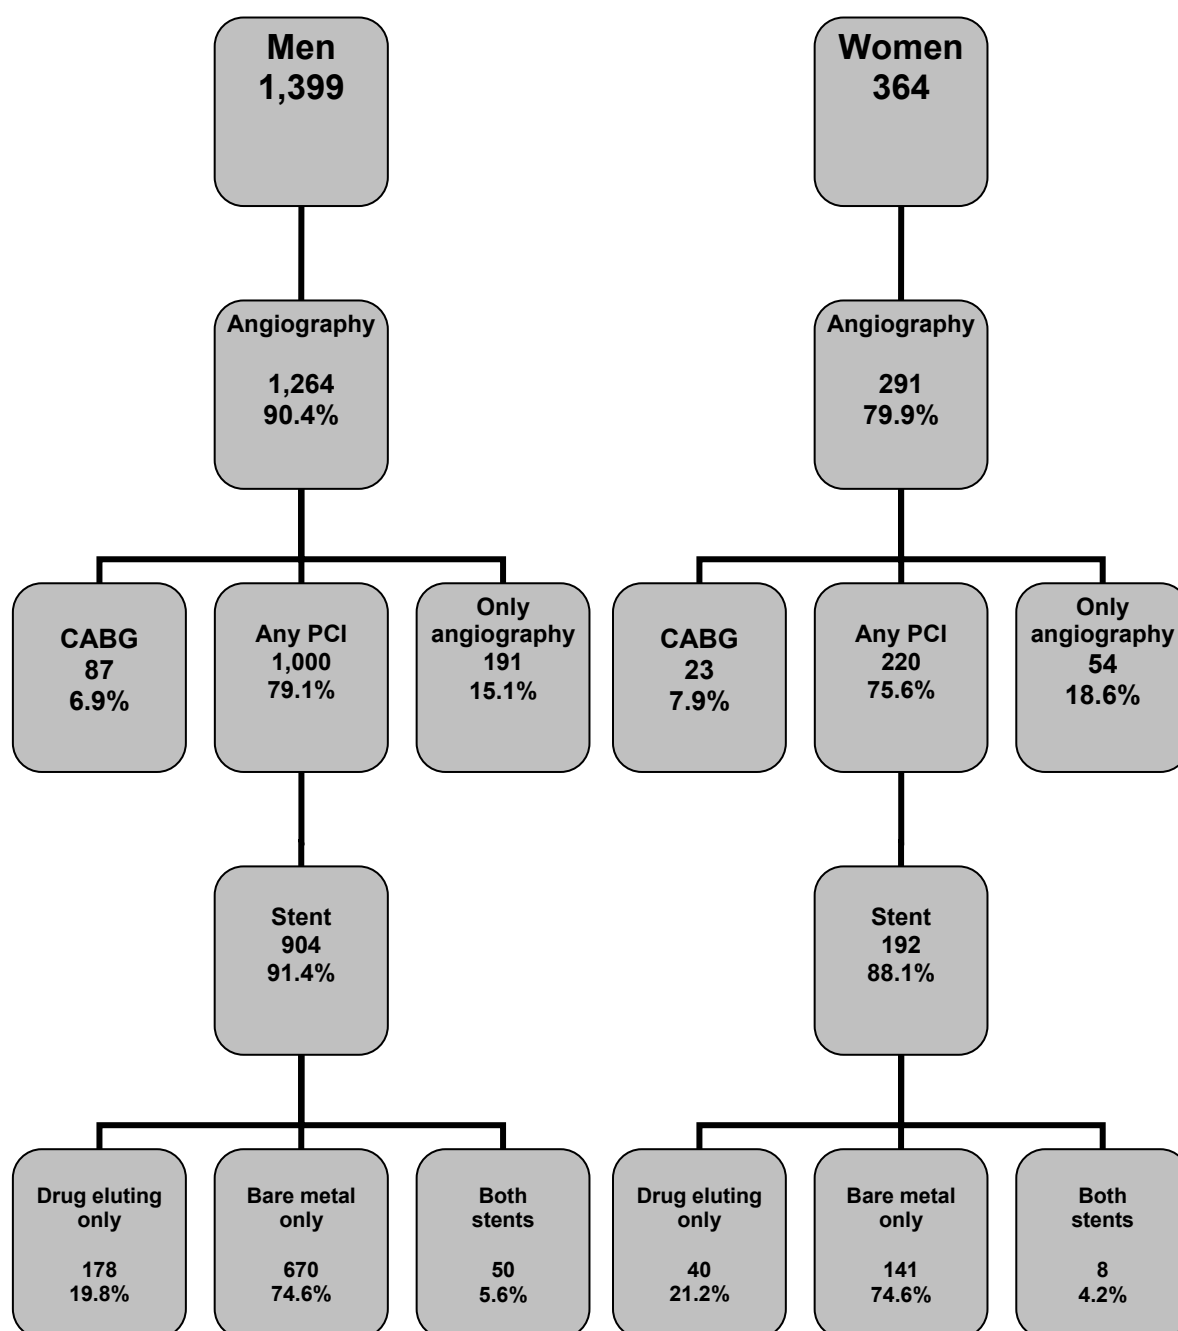 Men
1,399
Women
364
Angiography
1,264
90.4%
Angiography
291
79.9%
CABG
87
6.9%
Any PCI
1,000
79.1%
Only
angiography
191
15.1%
CABG
23
7.9%
Any PCI
220
75.6%
Only
angiography
54
18.6%
Stent
904
91.4%
Stent
192
88.1%
Drug eluting
only
178
19.8%
Bare metal
only
670
74.6%
Both
stents
50
5.6%
Drug eluting
only
40
21.2%
Bare metal
only
141
74.6%
Both
stents
8
4.2%